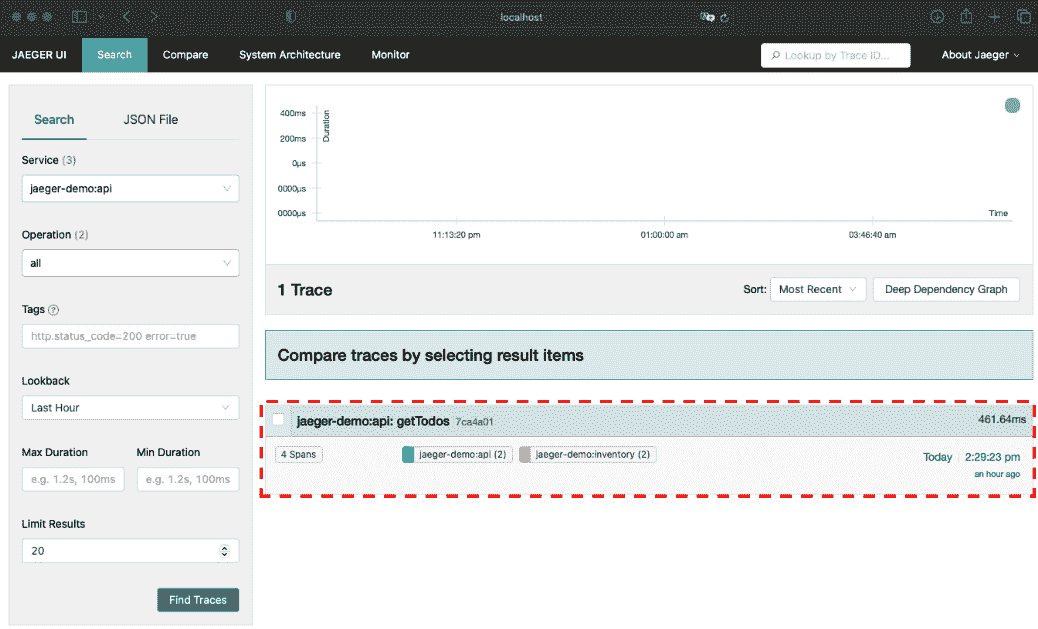 localhost
JAEGER UI Search Compare System Architecture Monitor Lookup by Trace ID... About Jaeger
Search JSON File
Service (3)
jaeger-demo:api
Operation (2)
all
Tags ?
http.status_code=200 error=true
Lookback
Last Hour
Max Duration Min Duration
e.g. 1.2s, 100ms e.g. 1.2s, 100ms
Limit Results
20
Find Traces
Duration
400ms
200ms
0µs
0000µs
0000µs
Time
11:13:20 pm 01:00:00 am 03:46:40 am
1 Trace Sort: Most Recent Deep Dependency Graph
Compare traces by selecting result items
jaeger-demo:api: getTodos 7ca4a01 461.64ms
4 Spans jaeger-demo:api (2) jaeger-demo:inventory (2) Today 2:29:23 pm
an hour ago